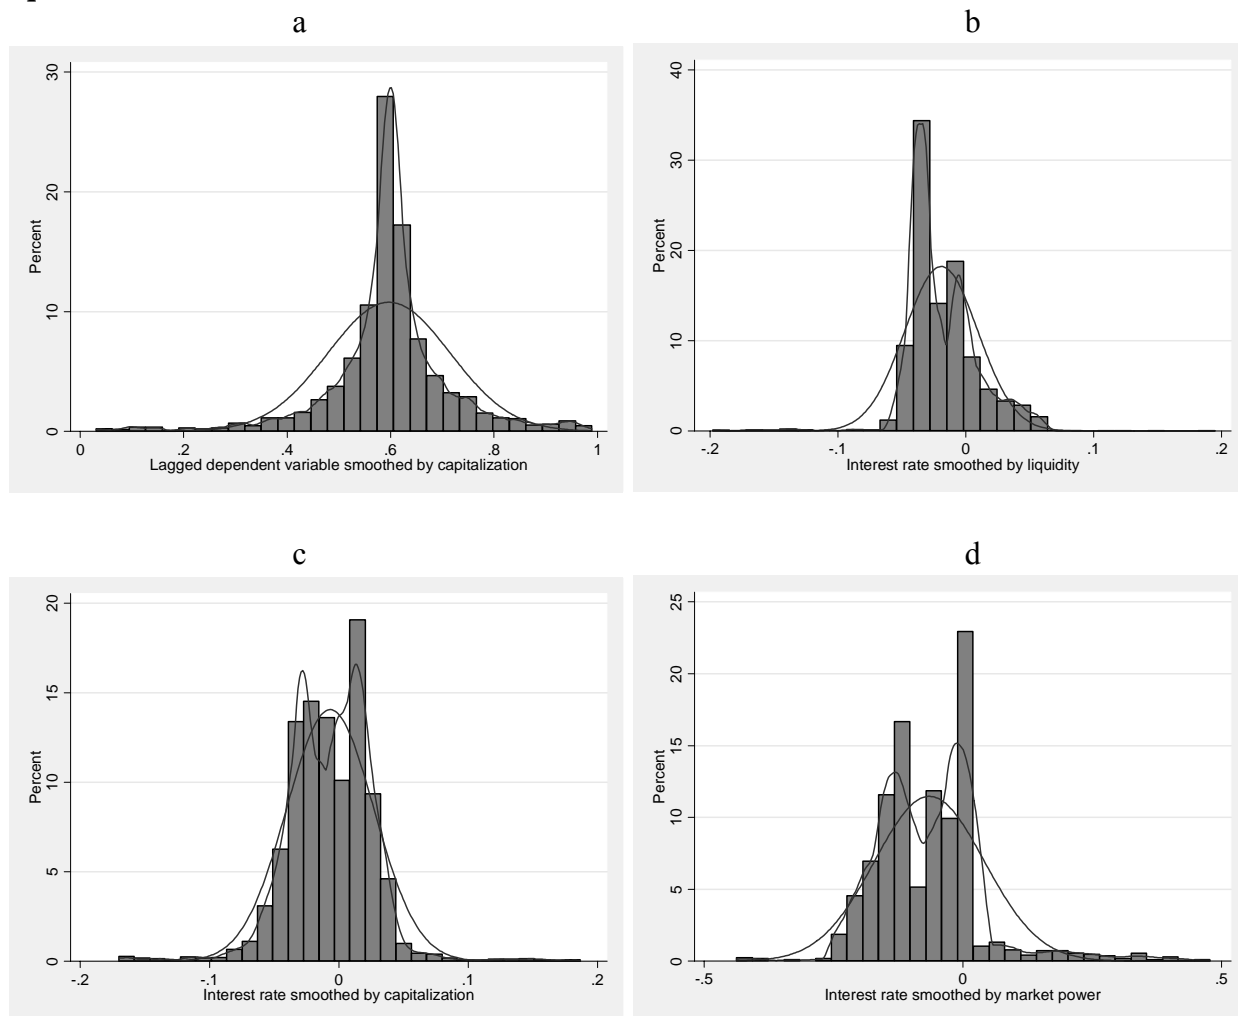 a
b
Percent
0 10 20 30
0 .2 .4 .6 .8 1
Lagged dependent variable smoothed by capitalization
Percent
0 10 20 30 40
-.2 -.1 0 .1 .2
Interest rate smoothed by liquidity
c
d
Percent
0 5 10 15 20
-.2 -.1 0 .1 .2
Interest rate smoothed by capitalization
Percent
0 5 10 15 20 25
-.5 0 .5
Interest rate smoothed by market power